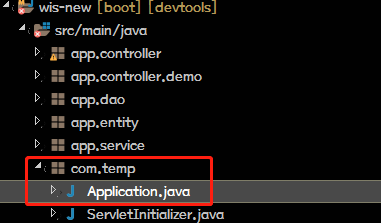 wis-new [boot] [devtools]
src/main/java
app.controller
app.controller.demo
app.dao
app.entity
app.service
com.temp
Application.java
ServletInitializer.java